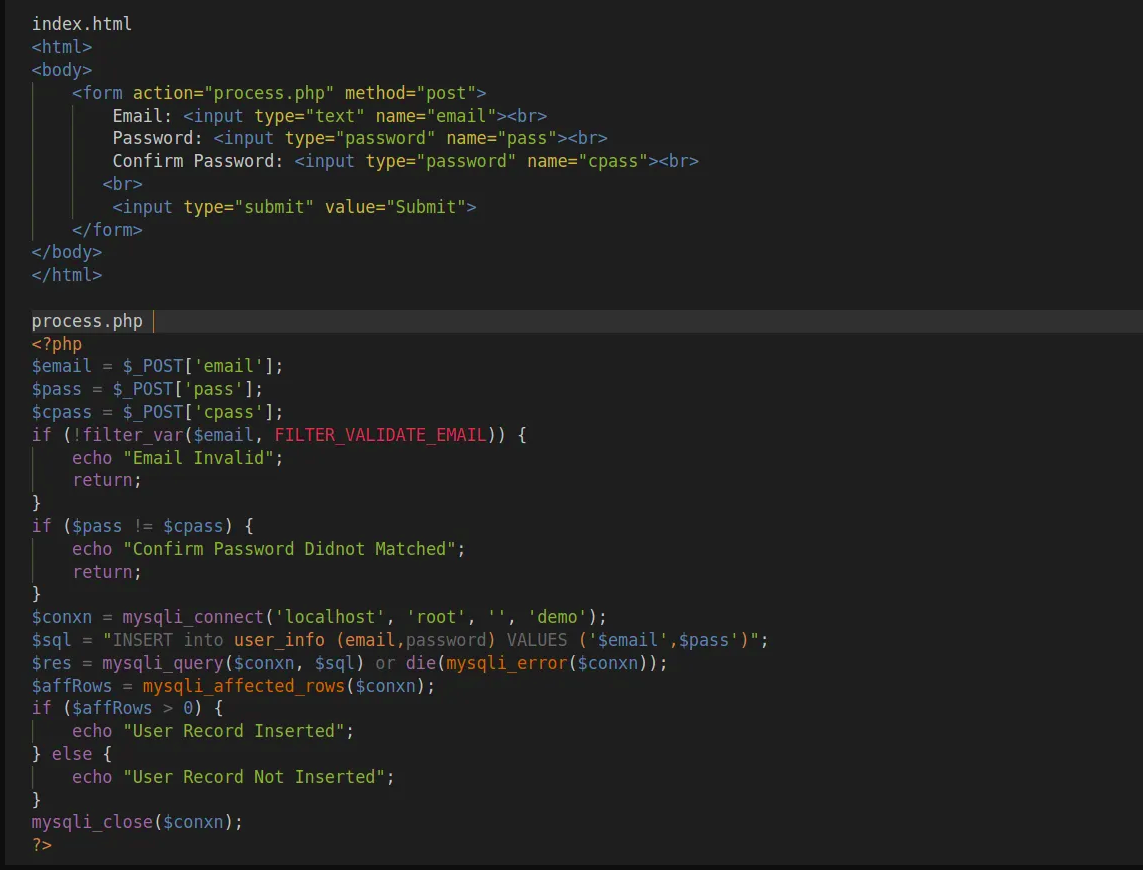 index.html
<html>
<body>
<form action="process.php" method="post">
Email: <input type="text" name="email"><br>
Password: <input type="password" name="pass"><br>
Confirm Password: <input type="password" name="cpass"><br>
<br>
<input type="submit" value="Submit">
</form>
</body>
</html>
process.php
<?php
$email = $_POST['email'];
$pass = $_POST['pass'];
$cpass = $_POST['cpass'];
if (!filter_var($email, FILTER_VALIDATE_EMAIL)) {
echo "Email Invalid";
return;
}
if ($pass != $cpass) {
echo "Confirm Password Didnot Matched";
return;
}
$conxn = mysqli_connect('localhost', 'root', '', 'demo');
$sql = "INSERT into user_info (email,password) VALUES ('$email',$pass')";
$res = mysqli_query($conxn, $sql) or die(mysqli_error($conxn));
$affRows = mysqli_affected_rows($conxn);
if ($affRows > 0) {
echo "User Record Inserted";
} else {
echo "User Record Not Inserted";
}
mysqli_close($conxn);
?>